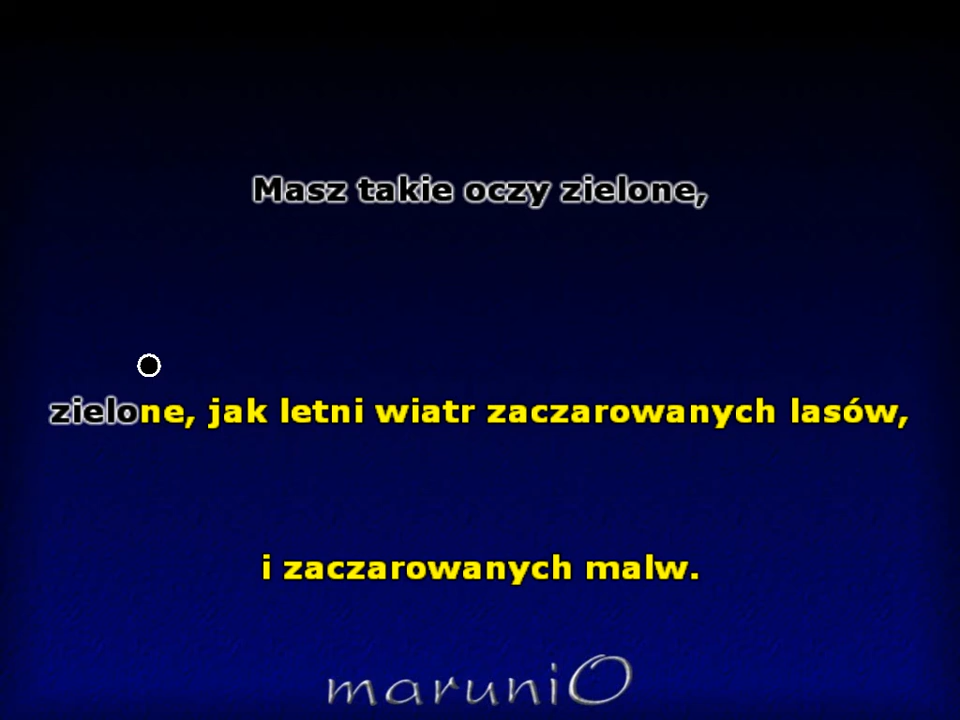 Masz takie oczy zielone,
zielone, jak letni wiatr zaczarowanych lasów,
i zaczarowanych malw.
maruniO